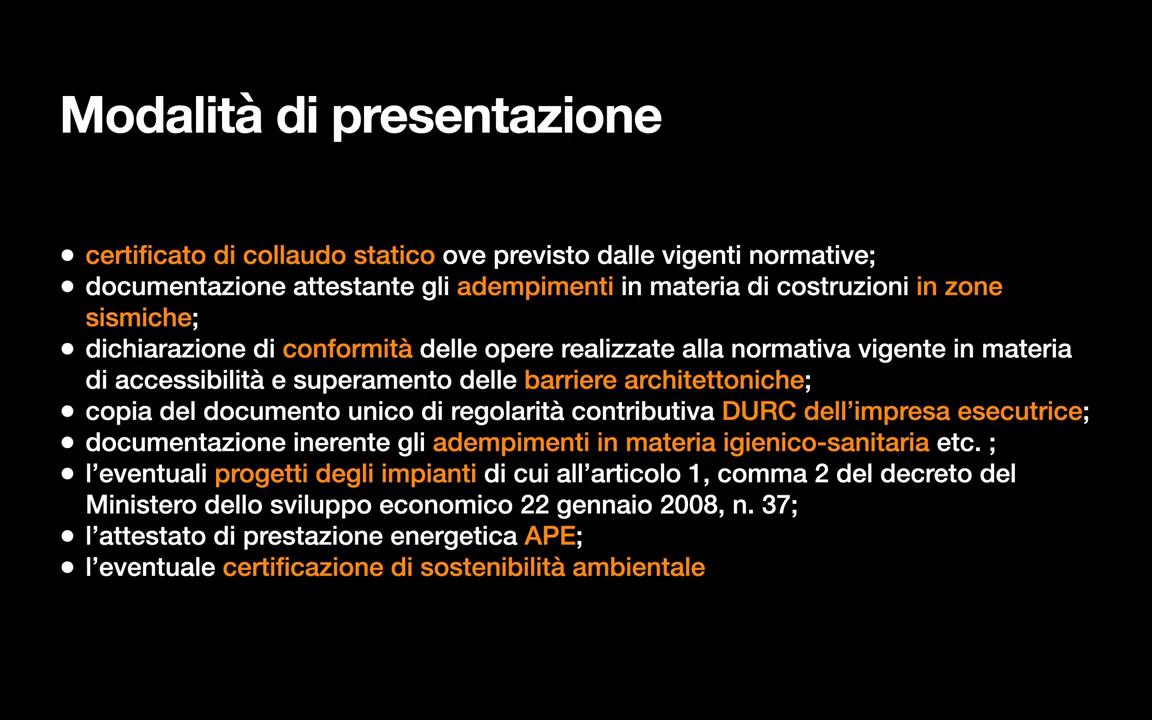 Modalità di presentazione
● certificato di collaudo statico ove previsto dalle vigenti normative;
● documentazione attestante gli adempimenti in materia di costruzioni in zone
sismiche;
● dichiarazione di conformità delle opere realizzate alla normativa vigente in materia
di accessibilità e superamento delle barriere architettoniche;
● copia del documento unico di regolarità contributiva DURC dell’impresa esecutrice;
● documentazione inerente gli adempimenti in materia igienico-sanitaria etc. ;
● l’eventuali progetti degli impianti di cui all’articolo 1, comma 2 del decreto del
Ministero dello sviluppo economico 22 gennaio 2008, n. 37;
● l’attestato di prestazione energetica APE;
● l’eventuale certificazione di sostenibilità ambientale